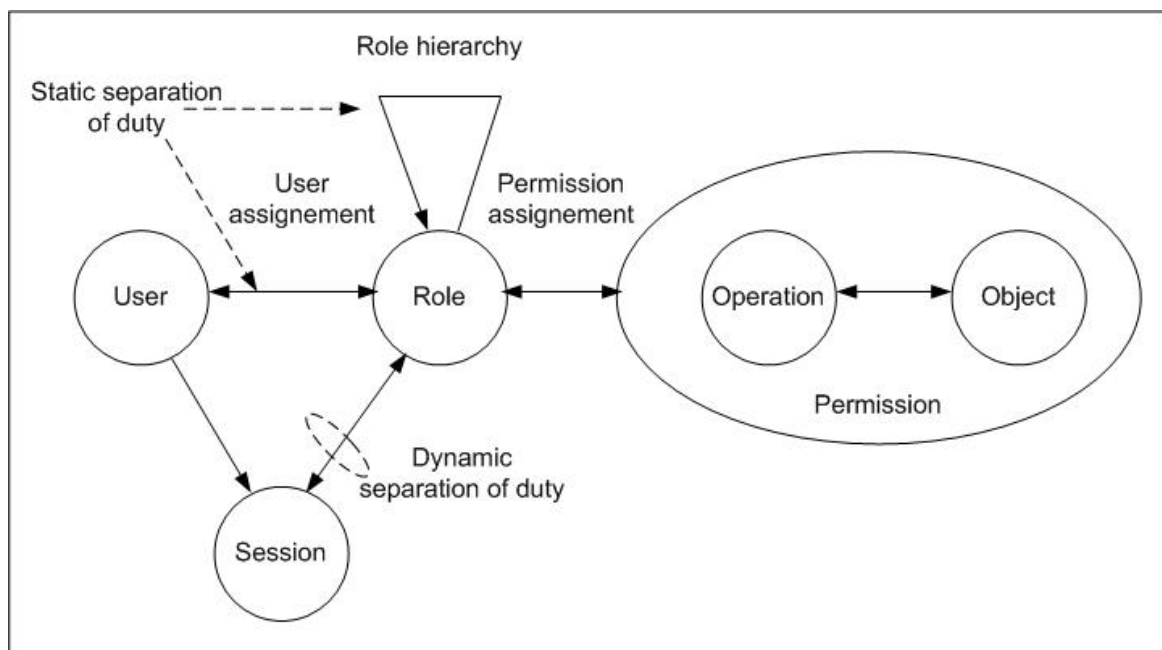 Role hierarchy
Static separation
of duty
User
assignement
Permission
assignement
User
Role
Operation
Object
Permission
Dynamic
separation of duty
Session